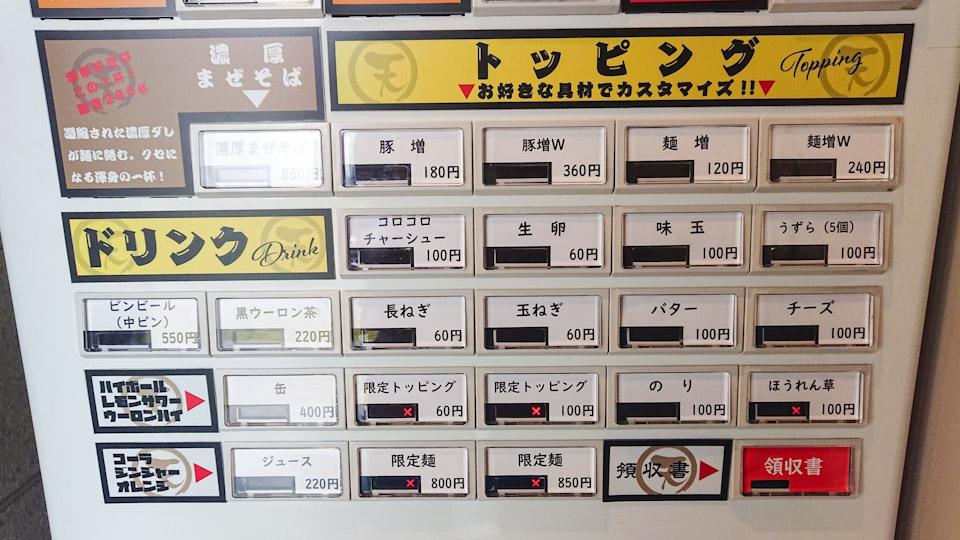 濃厚
まぜそば
凝縮された濃厚ダレ
が麺に絡む。クセに
なる渾身の一杯!
濃厚まぜそば
860円
トッピング
Topping
お好きな具材でカスタマイズ!!
豚増
180円
豚増W
360円
麺増
120円
麺増W
240円
ドリンク
Drink
コロコロ
チャーシュー
100円
生卵
60円
味玉
100円
うずら(5個)
100円
ビンビール
(中ビン)
550円
黒ウーロン茶
220円
長ねぎ
60円
玉ねぎ
60円
バター
100円
チーズ
100円
ハイボール
レモンサワー
ウーロンハイ
缶
400円
限定トッピング
× 60円
限定トッピング
× 100円
のり
100円
ほうれん草
× 100円
コーラ
ジンジャー
オレンジ
ジュース
220円
限定麺
× 800円
限定麺
× 850円
領収書
領収書